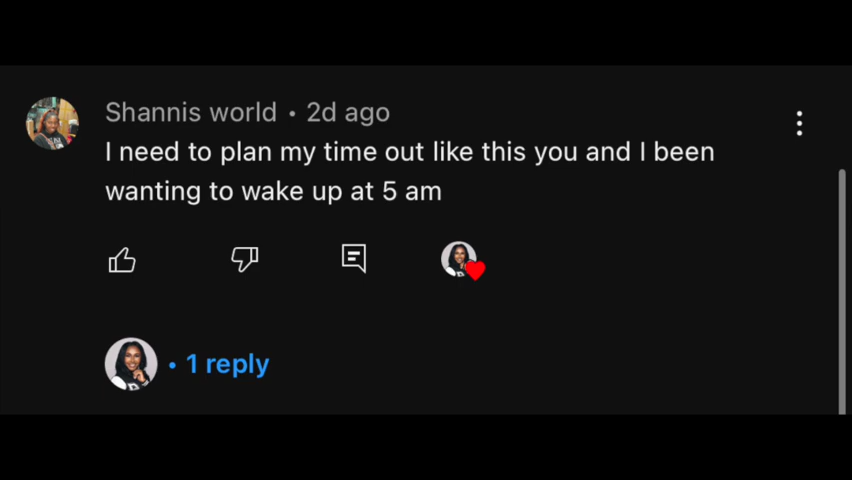 Shannis world • 2d ago
I need to plan my time out like this you and I been
wanting to wake up at 5 am
• 1 reply